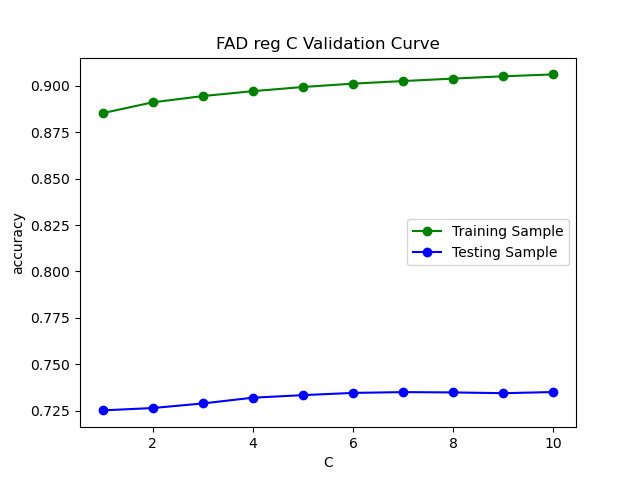 FAD reg C Validation Curve
0.900
0.875
0.850
0.825
0.800
0.775
0.750
0.725
accuracy
Training Sample
Testing Sample
2 4 6 8 10
C